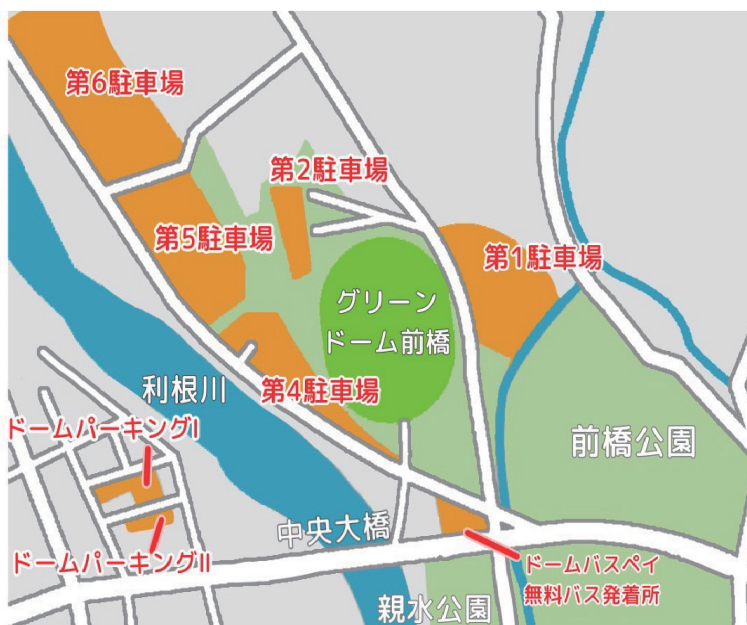 第6駐車場
第2駐車場
第5駐車場
第1駐車場
グリーン
ドーム前橋
利根川
第4駐車場
ドームパーキングI
前橋公園
中央大橋
ドームパーキングII
ドームバスペイ
無料バス発着所
親水公園